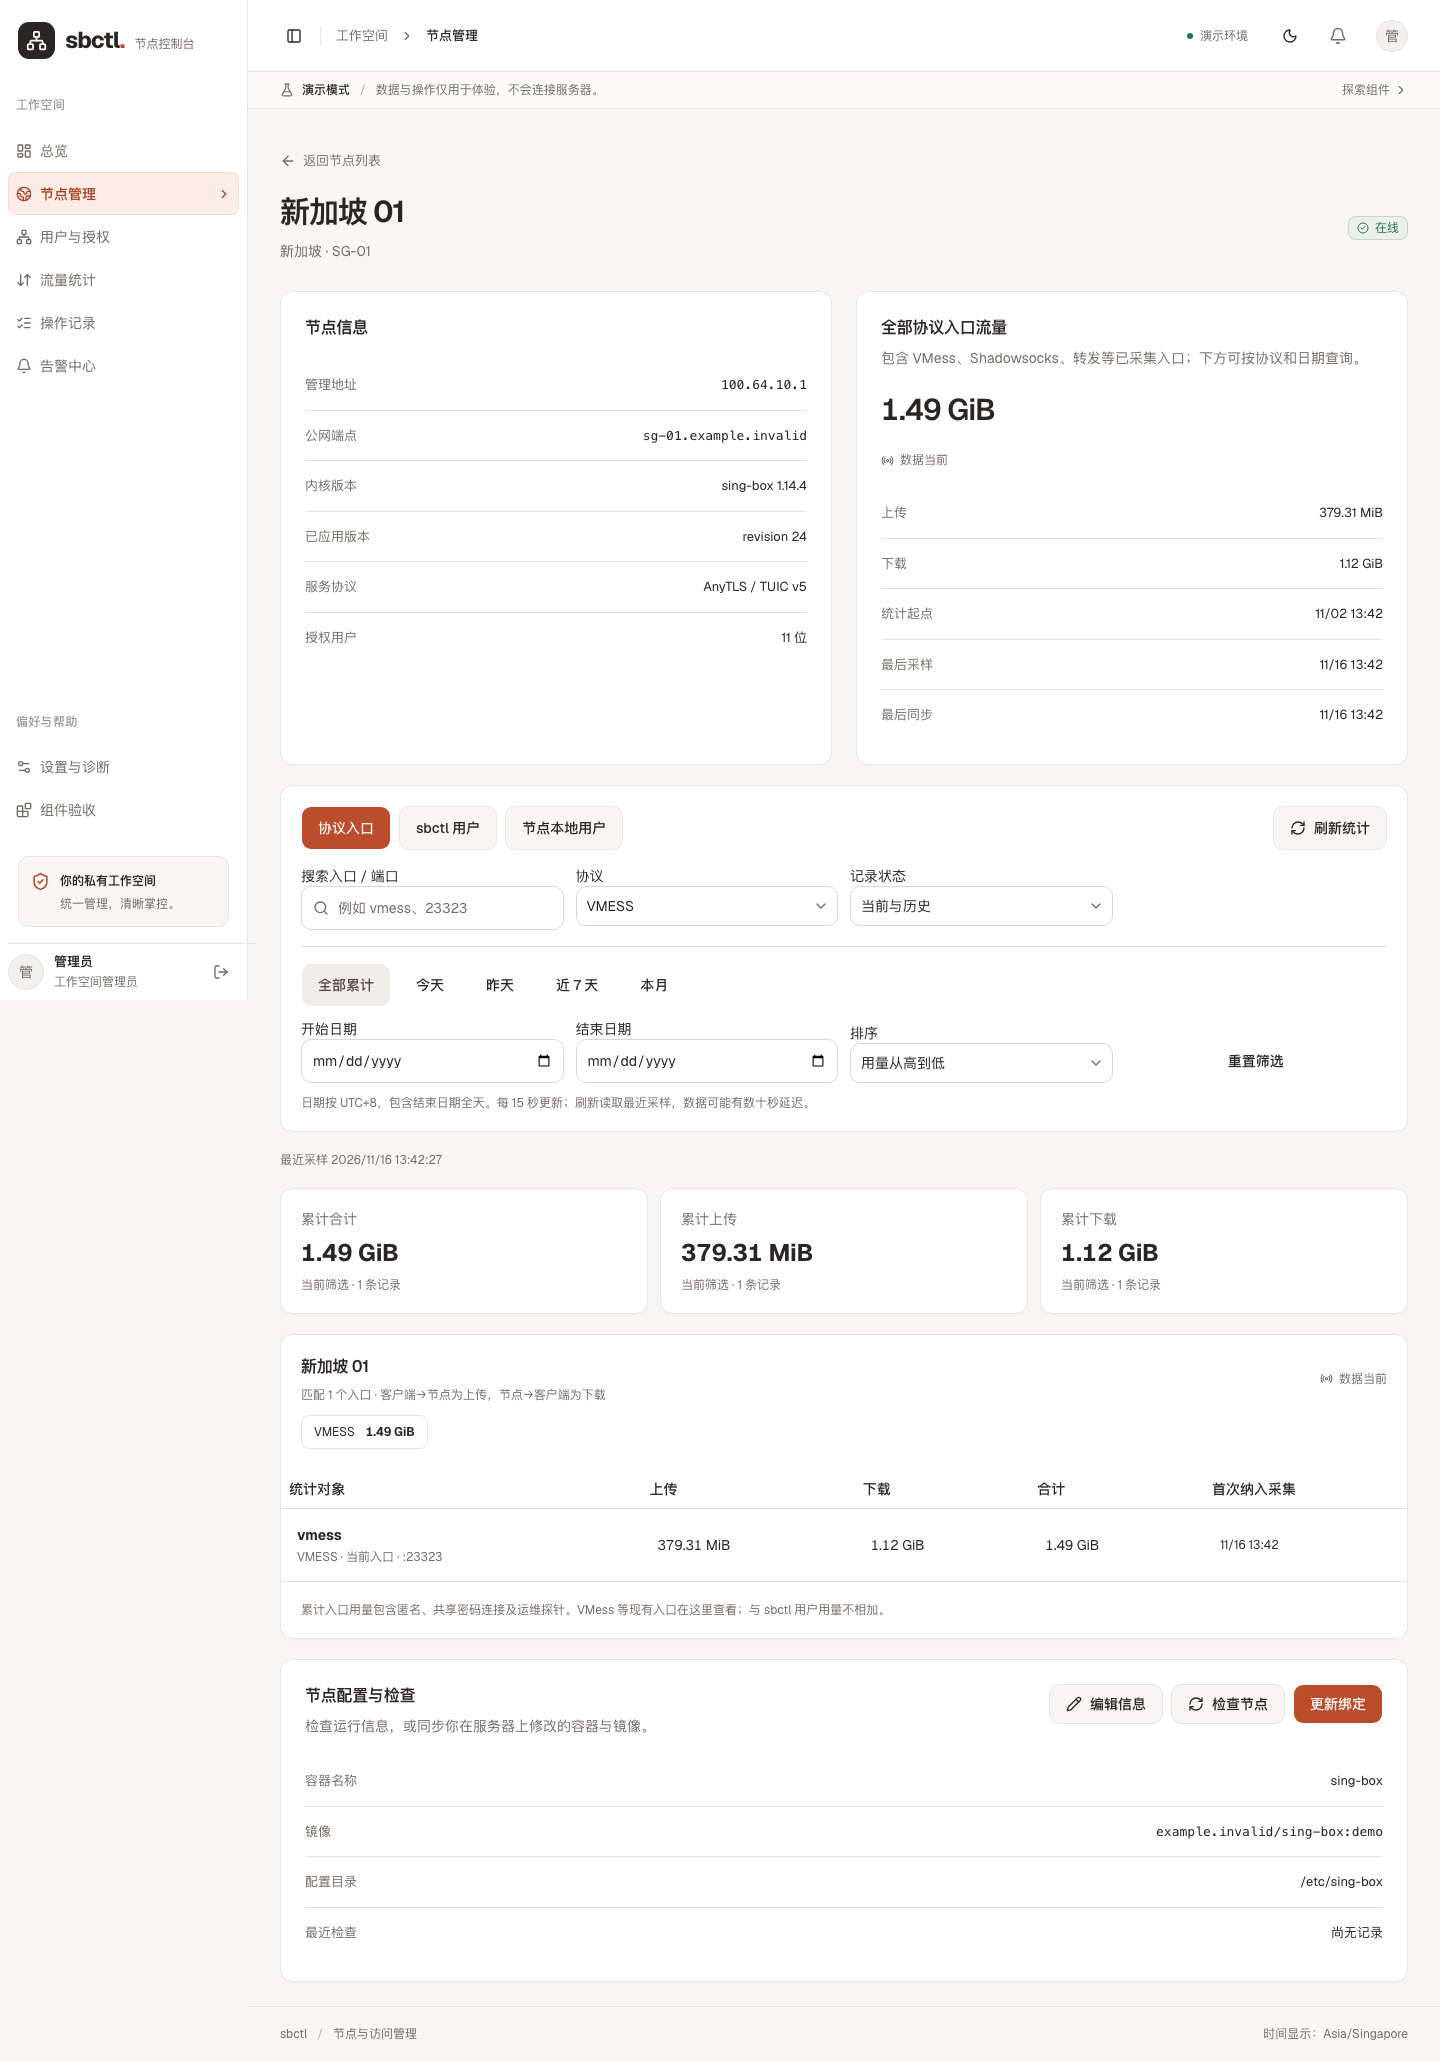 sbctl. 节点控制台
工作空间
总览
节点管理
用户与授权
流量统计
操作记录
告警中心
偏好与帮助
设置与诊断
组件验收
你的私有工作空间
统一管理，清晰掌控。
管
管理员
工作空间管理员
工作空间 节点管理
演示环境
管
演示模式 / 数据与操作仅用于体验，不会连接服务器。
探索组件
返回节点列表
新加坡 01
新加坡 · SG-01
在线
节点信息
管理地址 100.64.10.1
公网端点 sg-01.example.invalid
内核版本 sing-box 1.14.4
已应用版本 revision 24
服务协议 AnyTLS / TUIC v5
授权用户 11 位
全部协议入口流量
包含 VMess、Shadowsocks、转发等已采集入口；下方可按协议和日期查询。
1.49 GiB
数据当前
上传 379.31 MiB
下载 1.12 GiB
统计起点 11/02 13:42
最后采样 11/16 13:42
最后同步 11/16 13:42
协议入口 sbctl 用户 节点本地用户 刷新统计
搜索入口 / 端口 协议 记录状态
例如 vmess、23323 VMESS 当前与历史
全部累计 今天 昨天 近 7 天 本月
开始日期 结束日期 排序
mm/dd/yyyy mm/dd/yyyy 用量从高到低 重置筛选
日期按 UTC+8，包含结束日期全天。每 15 秒更新；刷新读取最近采样，数据可能有数十秒延迟。
最近采样 2026/11/16 13:42:27
累计合计
1.49 GiB
当前筛选 · 1 条记录
累计上传
379.31 MiB
当前筛选 · 1 条记录
累计下载
1.12 GiB
当前筛选 · 1 条记录
新加坡 01
匹配 1 个入口 · 客户端→节点为上传，节点→客户端为下载
数据当前
VMESS 1.49 GiB
统计对象 上传 下载 合计 首次纳入采集
vmess
VMESS · 当前入口 · :23323
379.31 MiB 1.12 GiB 1.49 GiB 11/16 13:42
累计入口用量包含匿名、共享密码连接及运维探针。VMess 等现有入口在这里查看；与 sbctl 用户用量不相加。
节点配置与检查
检查运行信息，或同步你在服务器上修改的容器与镜像。
编辑信息 检查节点 更新绑定
容器名称 sing-box
镜像 example.invalid/sing-box:demo
配置目录 /etc/sing-box
最近检查 尚无记录
sbctl / 节点与访问管理
时间显示：Asia/Singapore